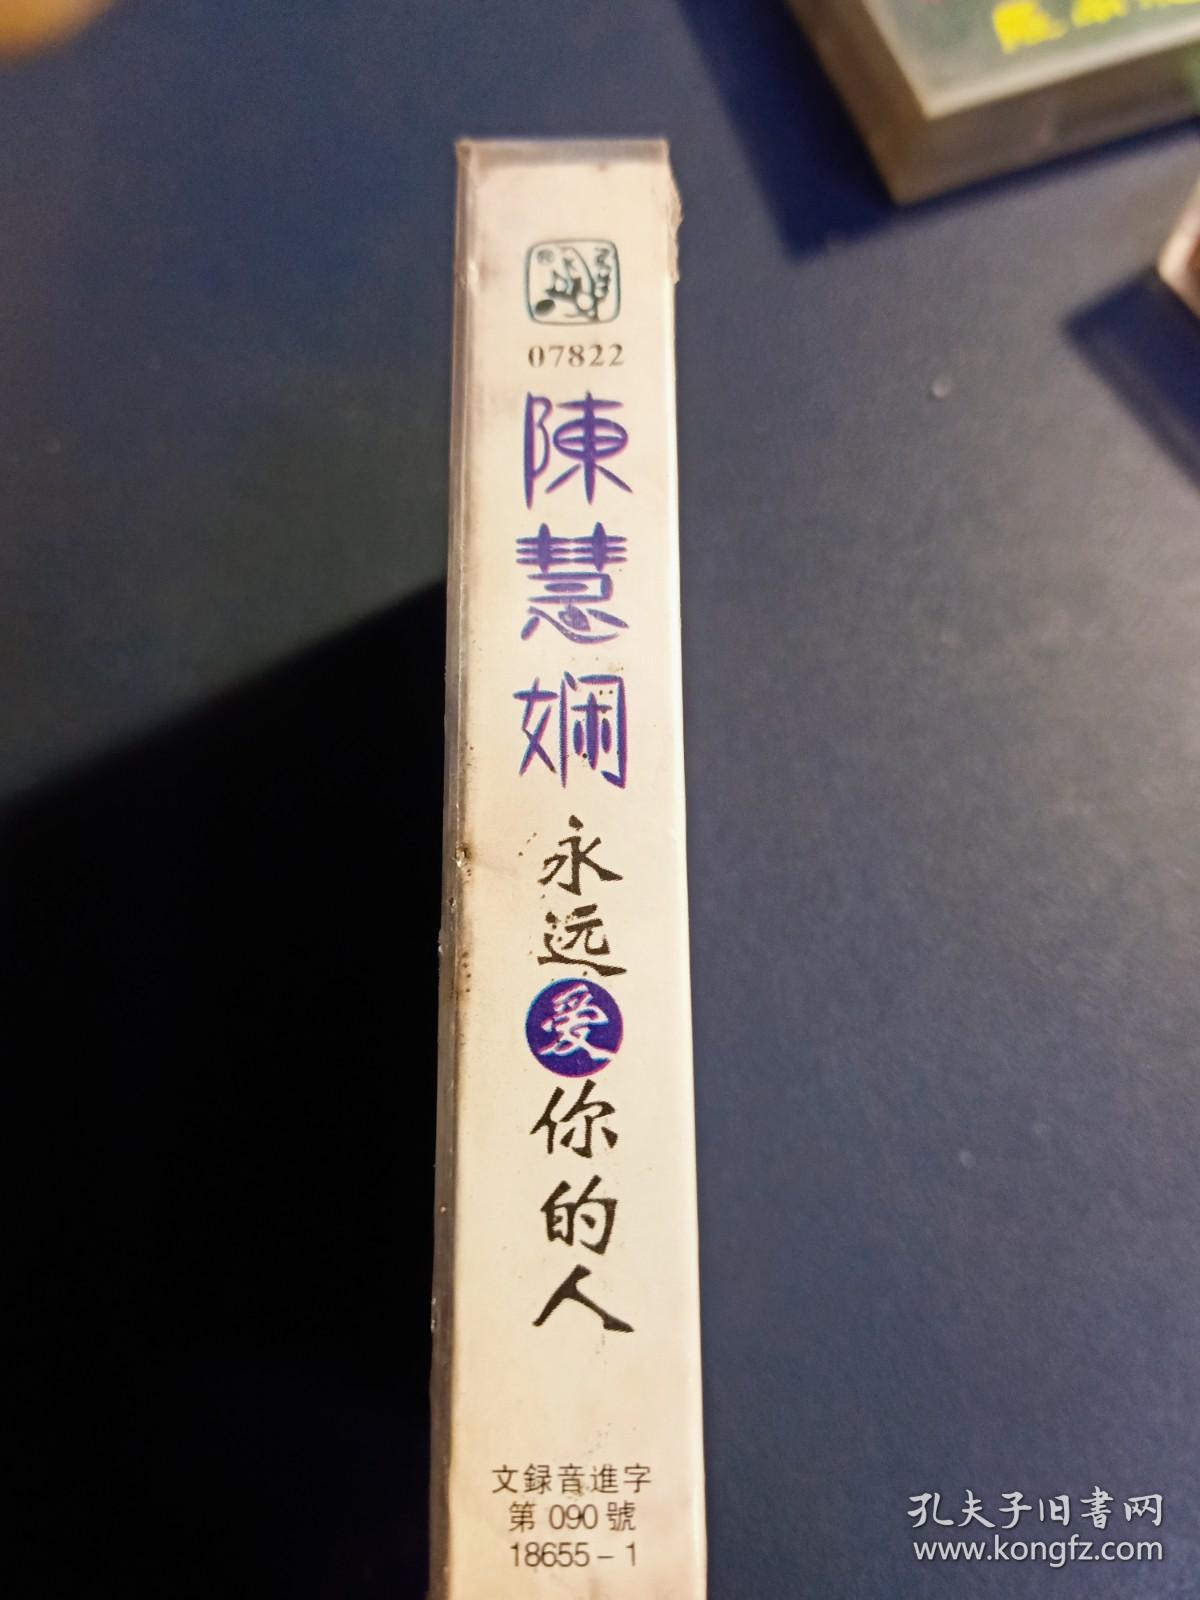 07822
陳慧嫻
永远爱你的人
文録音進字
第 090 號
18655-1
孔夫子旧书网
www.kongfz.com